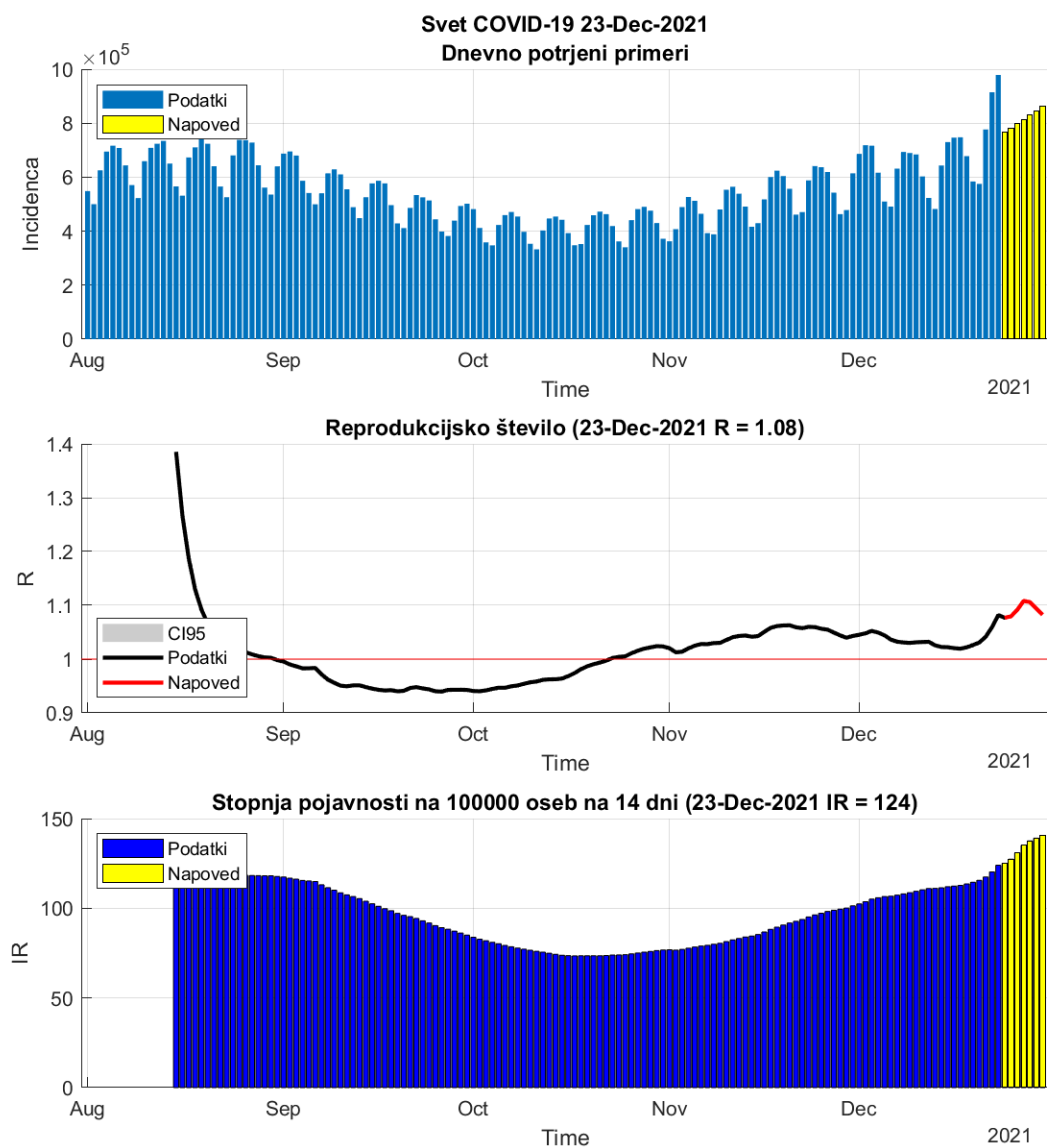 Svet COVID-19 23-Dec-2021
Dnevno potrjeni primeri
×10^5
10
8
6
4
2
0
Incidenca
Podatki
Napoved
Aug Sep Oct Nov Dec
Time
2021
Reprodukcijsko število (23-Dec-2021 R = 1.08)
1.4
1.3
1.2
1.1
1
0.9
R
CI95
Podatki
Napoved
Aug Sep Oct Nov Dec
Time
2021
Stopnja pojavnosti na 100000 oseb na 14 dni (23-Dec-2021 IR = 124)
150
100
50
0
IR
Podatki
Napoved
Aug Sep Oct Nov Dec
Time
2021